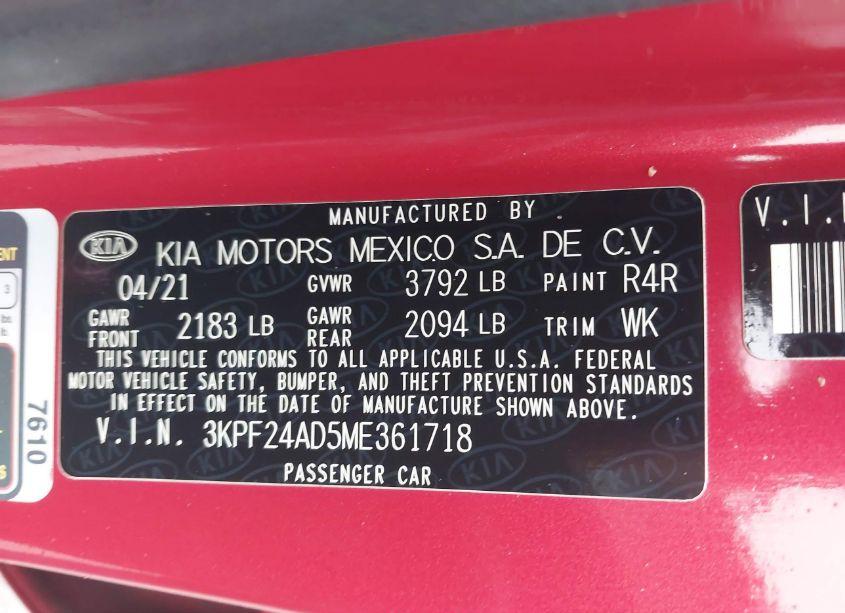 MANUFACTURED BY
KIA KIA MOTORS MEXICO S.A. DE C.V.
04/21 GVWR 3792 LB PAINT R4R
GAWR FRONT 2183 LB GAWR REAR 2094 LB TRIM WK
THIS VEHICLE CONFORMS TO ALL APPLICABLE U.S.A. FEDERAL
MOTOR VEHICLE SAFETY, BUMPER, AND THEFT PREVENTION STANDARDS
IN EFFECT ON THE DATE OF MANUFACTURE SHOWN ABOVE.
V.I.N. 3KPF24AD5ME361718
PASSENGER CAR
7610
V.I.